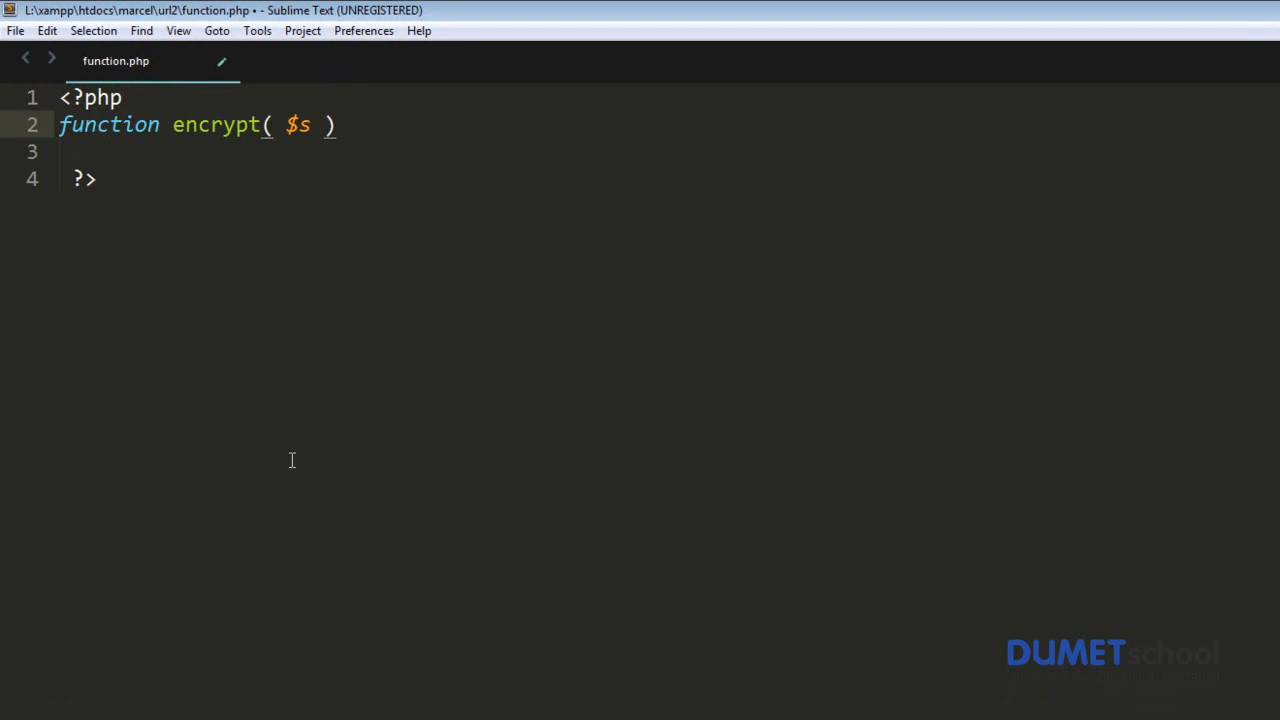 L:\xampp\htdocs\marcel\url2\function.php • - Sublime Text (UNREGISTERED)
File Edit Selection Find View Goto Tools Project Preferences Help
function.php
1 <?php
2 function encrypt( $s )
3
4 ?>
DUMETschool